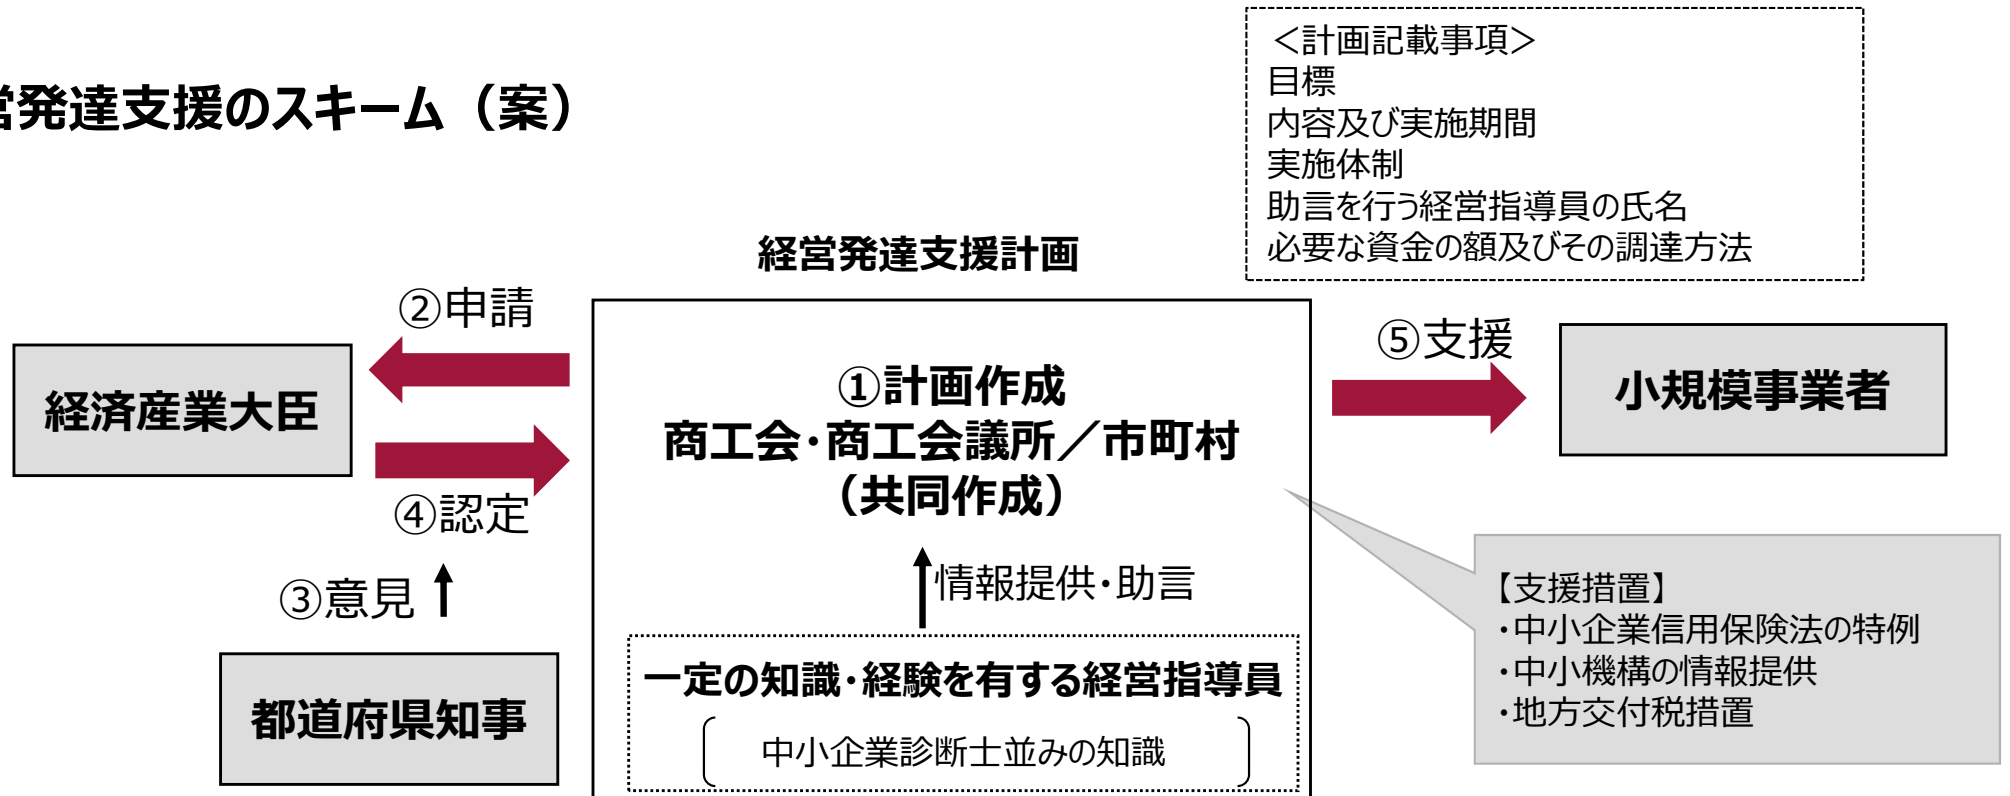 営発達支援のスキーム（案）
＜計画記載事項＞
目標
内容及び実施期間
実施体制
助言を行う経営指導員の氏名
必要な資金の額及びその調達方法
経営発達支援計画
②申請
経済産業大臣
④認定
③意見
都道府県知事
①計画作成
商工会・商工会議所／市町村
（共同作成）
情報提供・助言
一定の知識・経験を有する経営指導員
中小企業診断士並みの知識
⑤支援
小規模事業者
【支援措置】
・中小企業信用保険法の特例
・中小機構の情報提供
・地方交付税措置